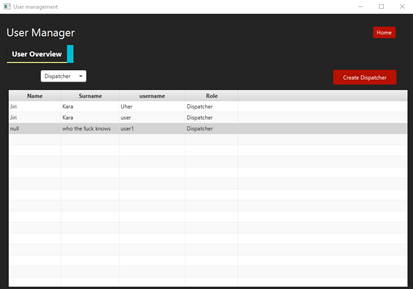 User management
User Manager
Home
User Overview
Dispatcher
Create Dispatcher
Name Surname username Role
Jiri Kara Uher Dispatcher
Jiri Kara user Dispatcher
null who the fuck knows user1 Dispatcher